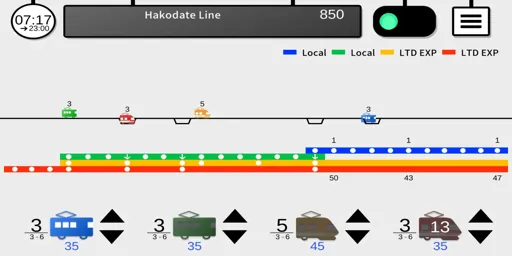 07:17
➔23:00
Hakodate Line
850
Local
Local
LTD EXP
LTD EXP
3
3
5
3
1
1
1
50
43
47
3
3 - 6
35
3
3 - 6
35
5
3 - 6
45
3
3 - 6
13
35